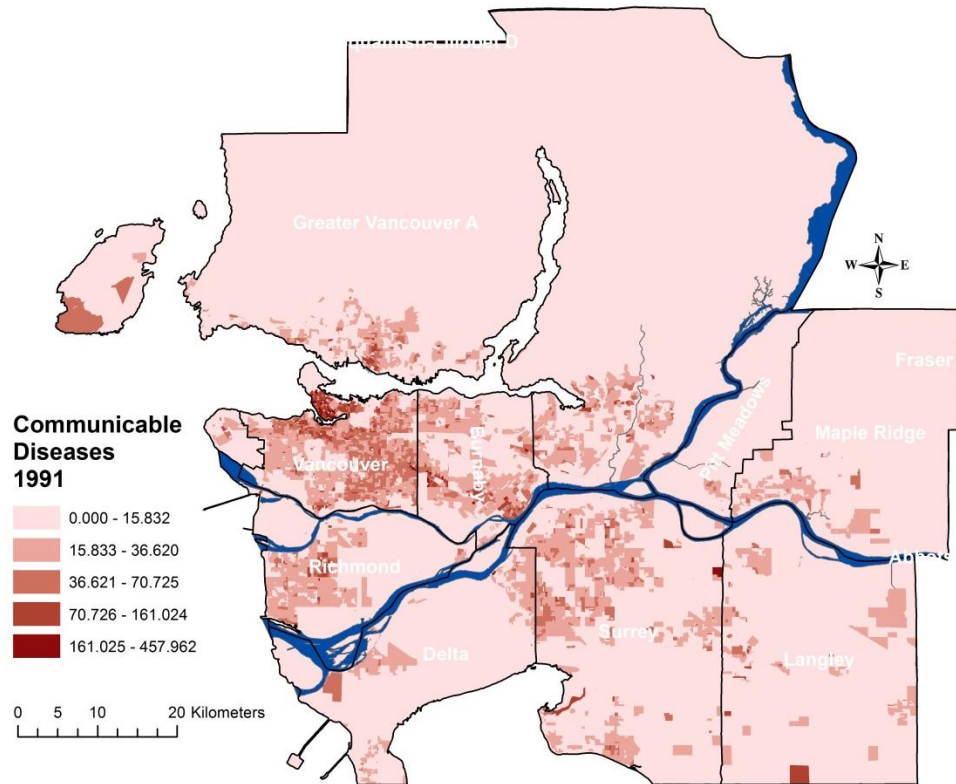 Greater Vancouver A
N
W E
S
Fraser
Maple Ridge
Pitt Meadows
Vancouver
Burnaby
Richmond
Surrey
Delta
Langley
Communicable
Diseases
1991
0.000 - 15.832
15.833 - 36.620
36.621 - 70.725
70.726 - 161.024
161.025 - 457.962
0 5 10 20 Kilometers